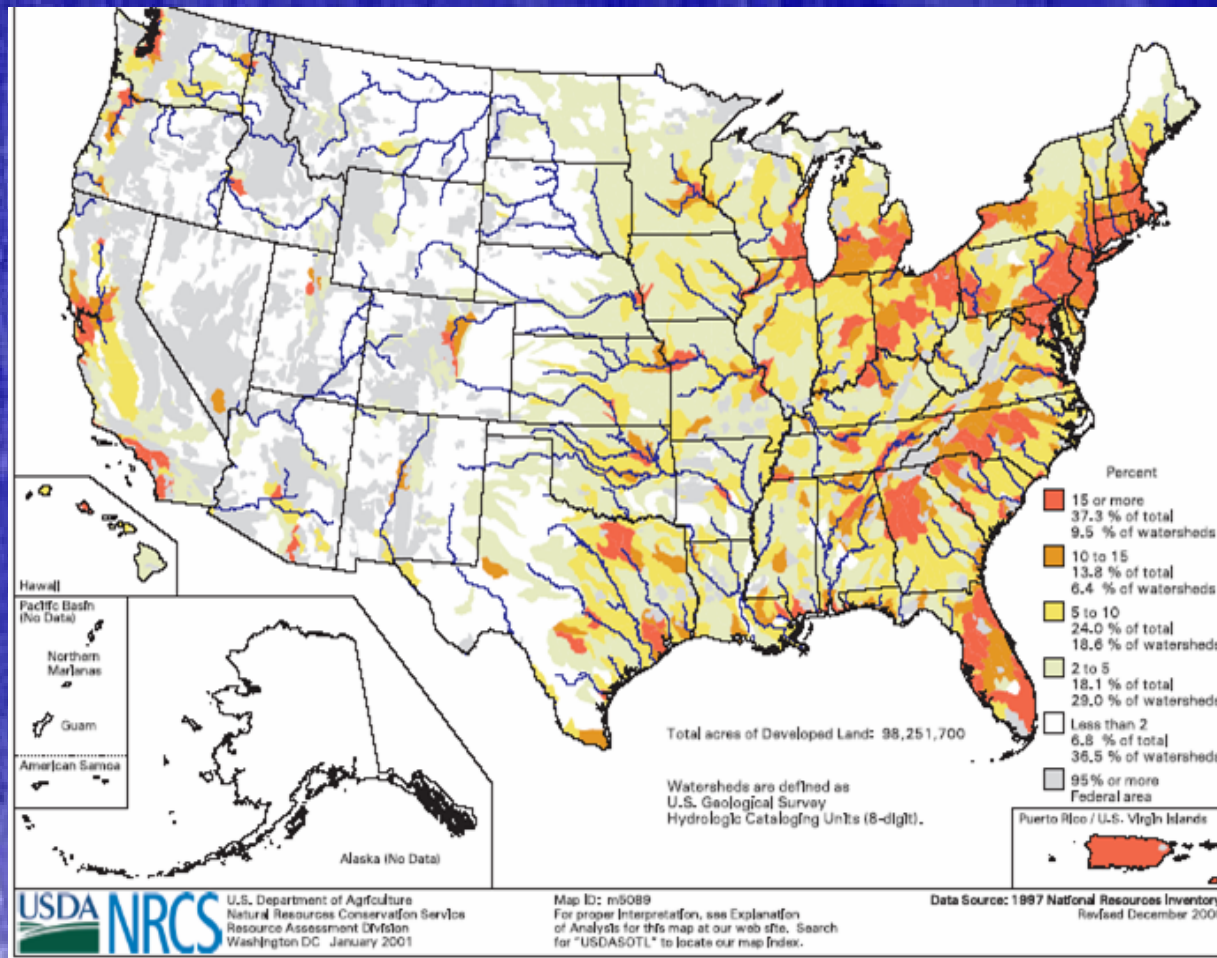 Percent
15 or more
37.3 % of total
9.5 % of watersheds
10 to 15
13.8 % of total
6.4 % of watersheds
5 to 10
24.0 % of total
18.6 % of watersheds
2 to 5
18.1 % of total
29.0 % of watersheds
Less than 2
6.8 % of total
36.5 % of watersheds
95% or more
Federal area
Hawaii
Pacific Basin
(No Data)
Northern
Marianas
Guam
American Samoa
Alaska (No Data)
Total acres of Developed Land: 98,251,700
Watersheds are defined as
U.S. Geological Survey
Hydrologic Cataloging Units (8-digit).
Puerto Rico / U.S. Virgin Islands
USDA NRCS
U.S. Department of Agriculture
Natural Resources Conservation Service
Resource Assessment Division
Washington DC January 2001
Map ID: m5089
For proper interpretation, see Explanation
of Analysis for this map at our web site. Search
for "USDASOTL" to locate our map index.
Data Source: 1997 National Resources Inventory
Revised December 200